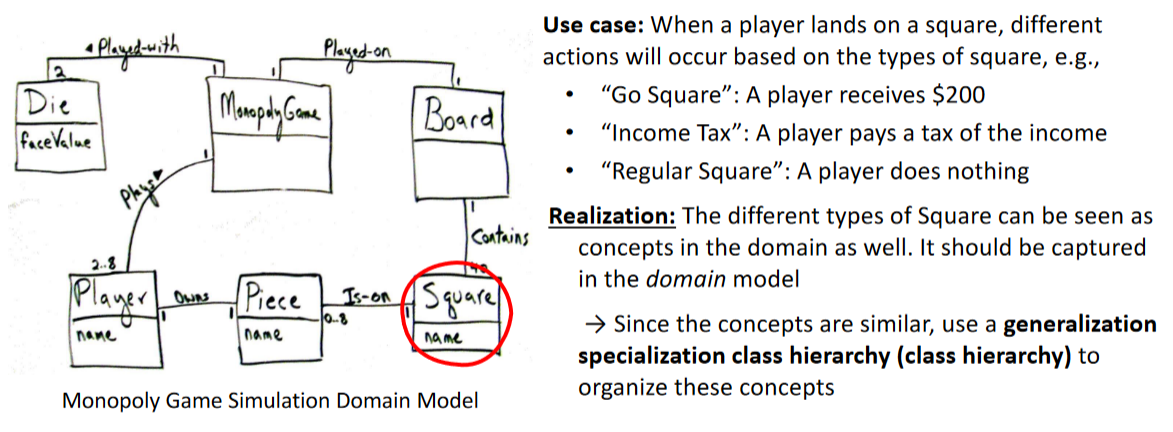 ◄ Played-with
Played-on
2
1
1
1
Die
faceValue
MonopolyGame
Board
1
Plays►
1
Contains
2..8
40
Player
name
Owns
1
1
Piece
name
Is-on
0..8
1
Square
name
Monopoly Game Simulation Domain Model
Use case: When a player lands on a square, different
actions will occur based on the types of square, e.g.,
• “Go Square”: A player receives $200
• “Income Tax”: A player pays a tax of the income
• “Regular Square”: A player does nothing
Realization: The different types of Square can be seen as
concepts in the domain as well. It should be captured
in the domain model
→ Since the concepts are similar, use a generalization
specialization class hierarchy (class hierarchy) to
organize these concepts